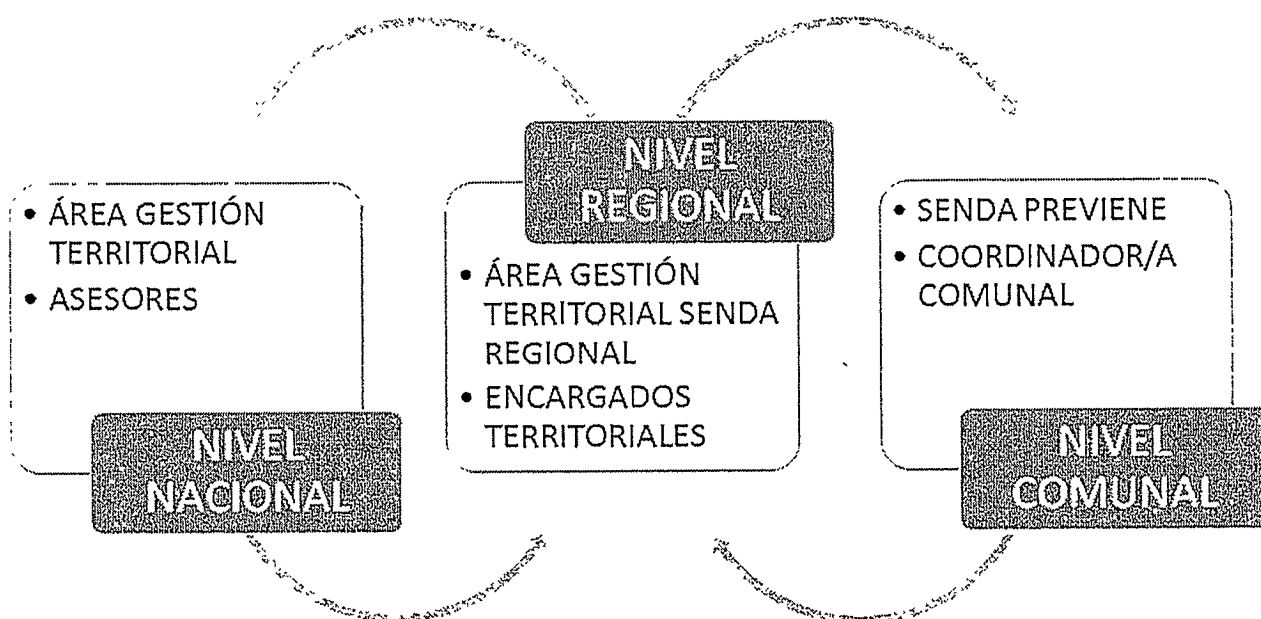 • ÁREA GESTIÓN
TERRITORIAL
• ASESORES
NIVEL
NACIONAL
NIVEL
REGIONAL
• ÁREA GESTIÓN
TERRITORIAL SENDA
REGIONAL
• ENCARGADOS
TERRITORIALES
• SENDA PREVIENE
• COORDINADOR/A
COMUNAL
NIVEL
COMUNAL